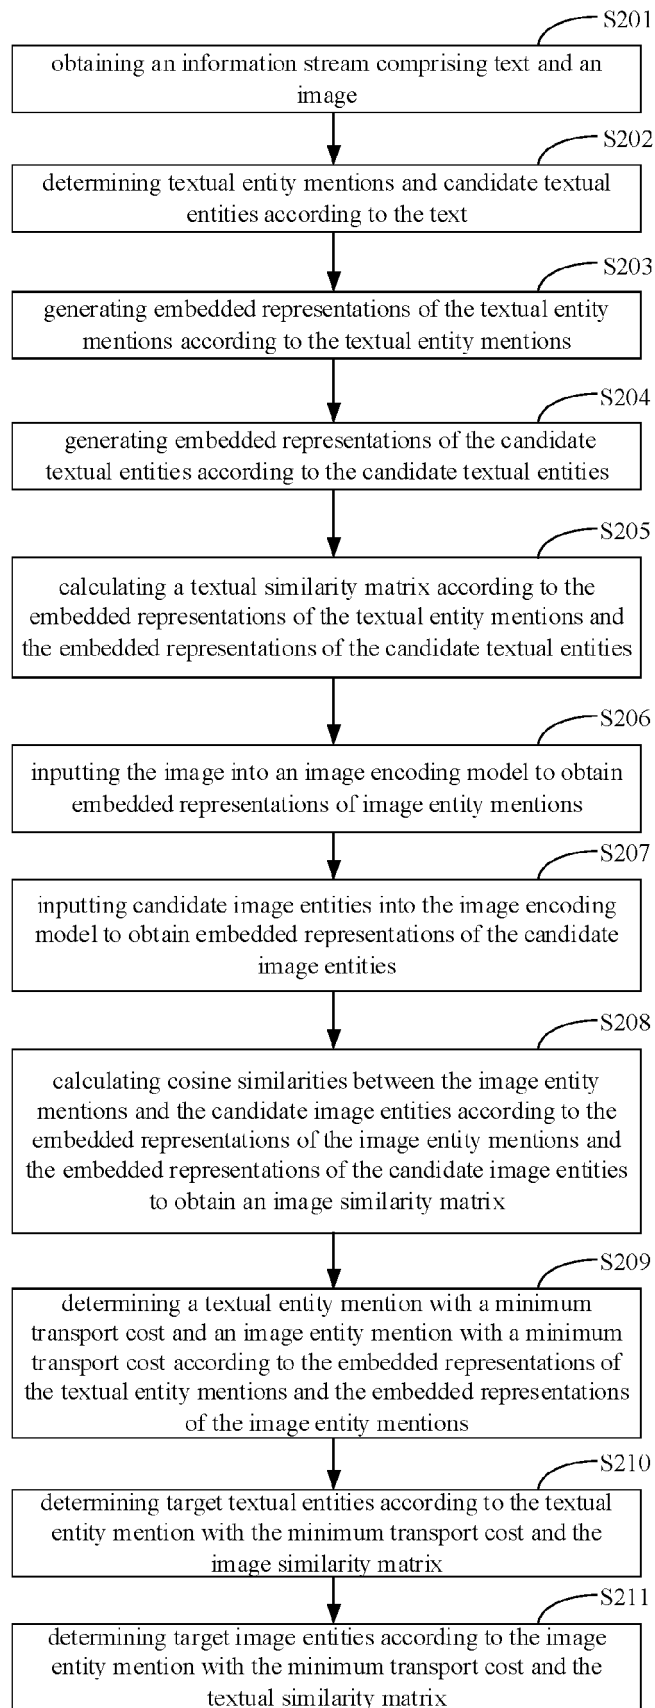 S201
obtaining an information stream comprising text and an
image
S202
determining textual entity mentions and candidate textual
entities according to the text
S203
generating embedded representations of the textual entity
mentions according to the textual entity mentions
S204
generating embedded representations of the candidate
textual entities according to the candidate textual entities
S205
calculating a textual similarity matrix according to the
embedded representations of the textual entity mentions and
the embedded representations of the candidate textual entities
S206
inputting the image into an image encoding model to obtain
embedded representations of image entity mentions
S207
inputting candidate image entities into the image encoding
model to obtain embedded representations of the candidate
image entities
S208
calculating cosine similarities between the image entity
mentions and the candidate image entities according to the
embedded representations of the image entity mentions and
the embedded representations of the candidate image entities
to obtain an image similarity matrix
S209
determining a textual entity mention with a minimum
transport cost and an image entity mention with a minimum
transport cost according to the embedded representations of
the textual entity mentions and the embedded representations
of the image entity mentions
S210
determining target textual entities according to the textual
entity mention with the minimum transport cost and the
image similarity matrix
S211
determining target image entities according to the image
entity mention with the minimum transport cost and the
textual similarity matrix